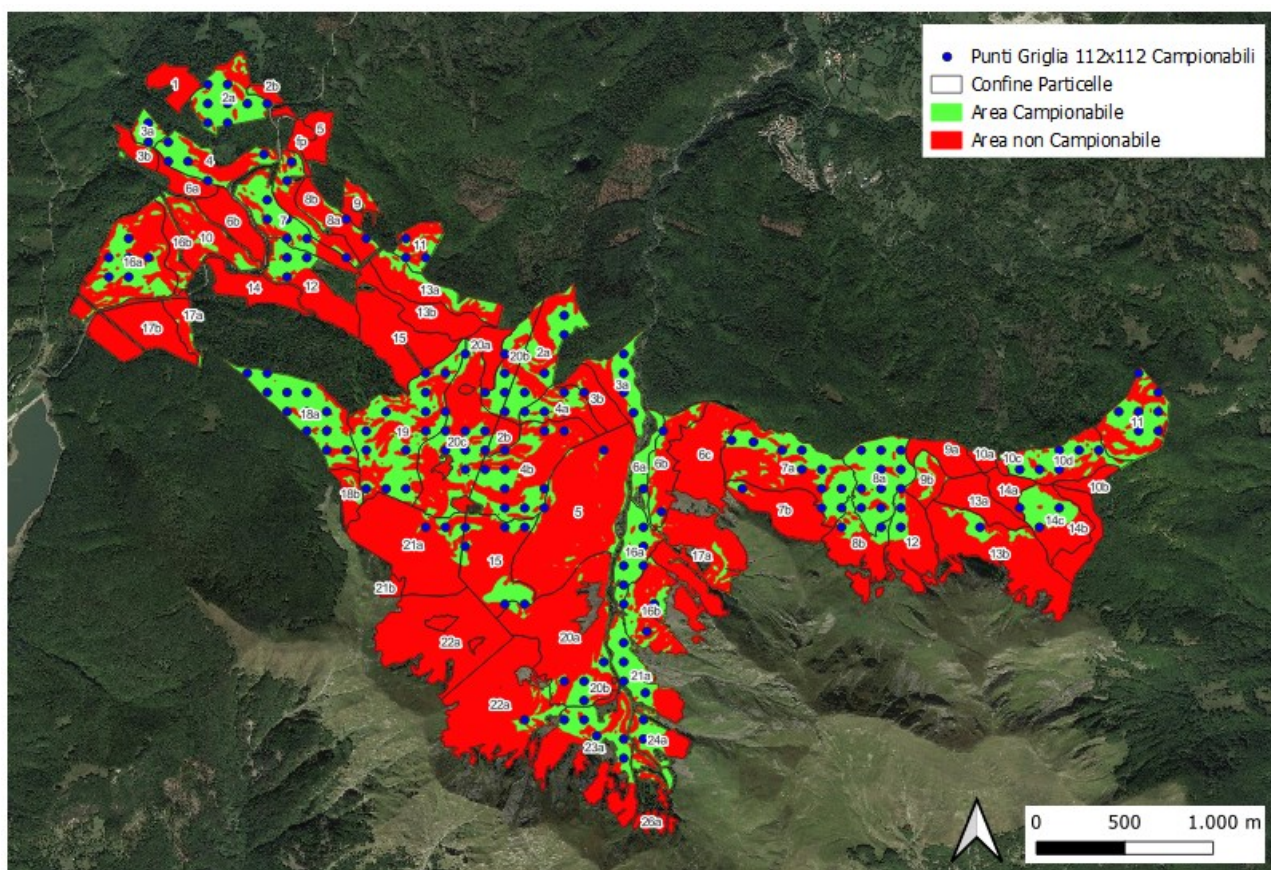 Punti Griglia 112x112 Campionabili
Confine Particelle
Area Campionabile
Area non Campionabile
1
2b
2a
5
fp
3a
3b
4
6a
8b
9
8a
7
6b
10
16b
16a
11
13a
14
12
13b
17a
17b
15
20a
20b
2a
3a
3b
4a
18a
19
20c
2b
4b
6a
6b
6c
18b
5
7a
7b
8a
9a
10a
10c
10d
11
9b
13a
14a
10b
14c
14b
8b
12
13b
21a
15
16a
17a
21b
16b
22a
20a
21a
20b
22a
23a
24a
26a
0 500 1.000 m